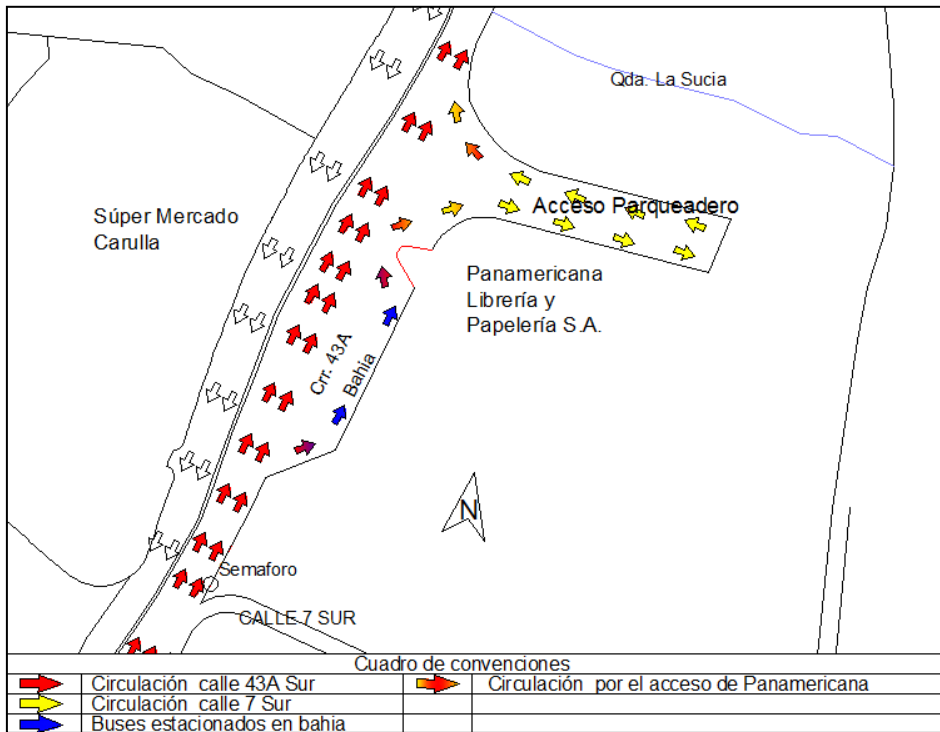 Qda. La Sucia
Súper Mercado
Carulla
Acceso Parqueadero
Panamericana
Librería y
Papelería S.A.
Crr. 43A
Bahia
N
Semaforo
CALLE 7 SUR
Cuadro de convenciones
Circulación calle 43A Sur
Circulación por el acceso de Panamericana
Circulación calle 7 Sur
Buses estacionados en bahia